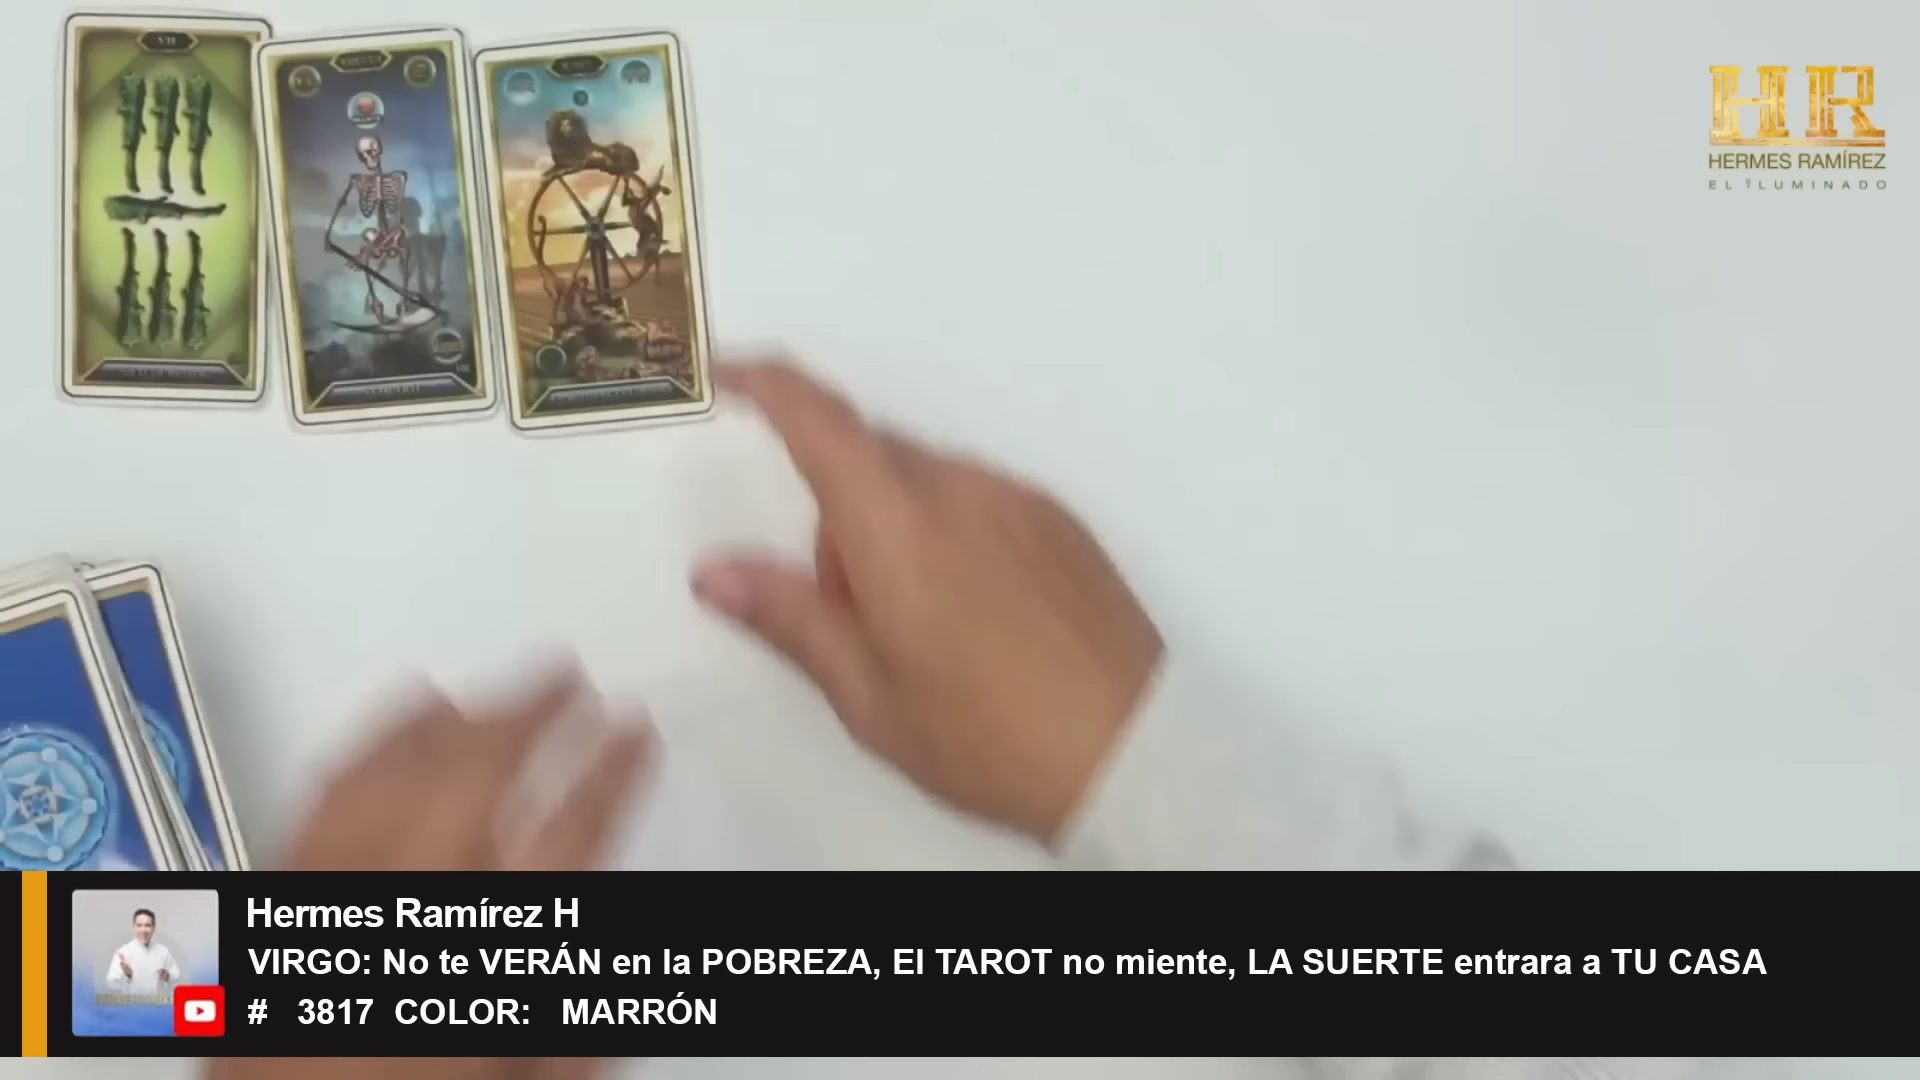 VII
HR
HERMES RAMÍREZ
EL ILUMINADO
Hermes Ramírez H
VIRGO: No te VERÁN en la POBREZA, El TAROT no miente, LA SUERTE entrara a TU CASA
# 3817 COLOR: MARRÓN